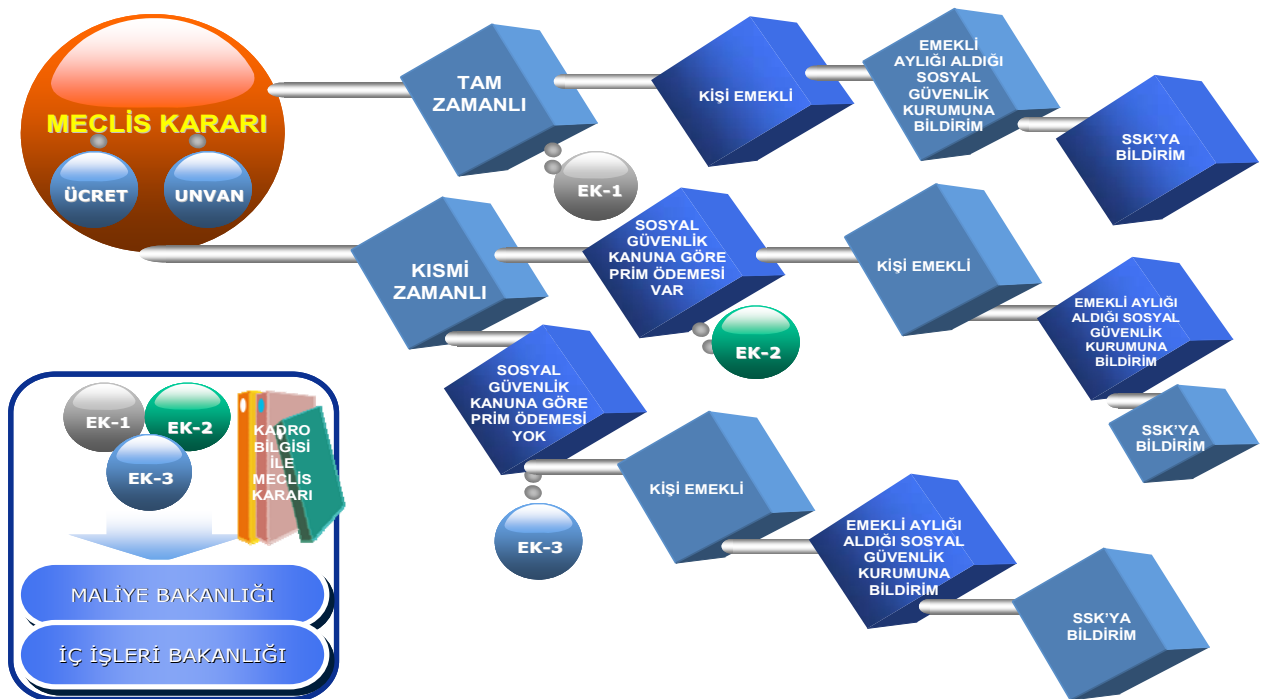 MECLİS KARARI
ÜCRET
UNVAN
TAM
ZAMANLI
EK-1
KİŞİ EMEKLİ
EMEKLİ
AYLIĞI ALDIĞI
SOSYAL
GÜVENLİK
KURUMUNA
BİLDİRİM
SSK'YA
BİLDİRİM
KISMİ
ZAMANLI
SOSYAL
GÜVENLİK
KANUNA GÖRE
PRİM ÖDEMESİ
VAR
EK-2
KİŞİ EMEKLİ
EMEKLİ AYLIĞI
ALDIĞI SOSYAL
GÜVENLİK
KURUMUNA
BİLDİRİM
SSK'YA
BİLDİRİM
SOSYAL
GÜVENLİK
KANUNA GÖRE
PRİM ÖDEMESİ
YOK
EK-3
KİŞİ EMEKLİ
EMEKLİ AYLIĞI
ALDIĞI SOSYAL
GÜVENLİK
KURUMUNA
BİLDİRİM
SSK'YA
BİLDİRİM
EK-1
EK-2
EK-3
KADRO
BİLGİSİ
İLE
MECLİS
KARARI
MALİYE BAKANLIĞI
İÇ İŞLERİ BAKANLIĞI